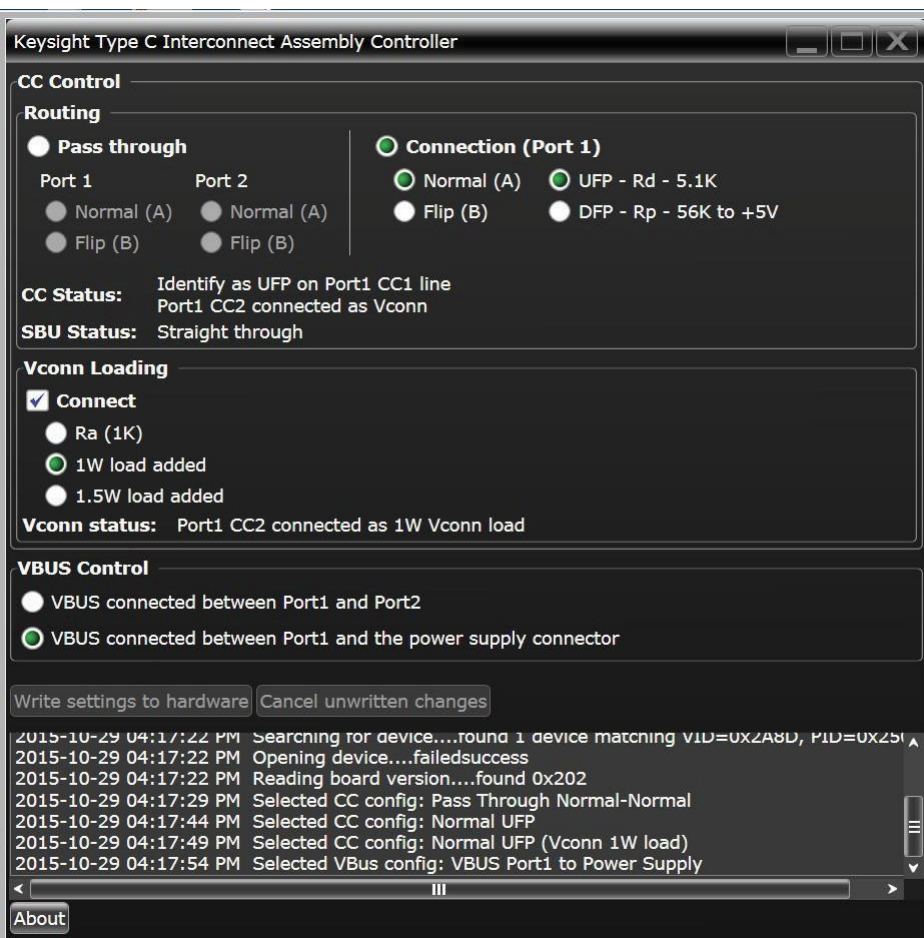 Keysight Type C Interconnect Assembly Controller
CC Control
Routing
Pass through
Connection (Port 1)
Port 1 Port 2
Normal (A) Normal (A)
Flip (B) Flip (B)
Normal (A) UFP - Rd - 5.1K
Flip (B) DFP - Rp - 56K to +5V
CC Status: Identify as UFP on Port1 CC1 line
Port1 CC2 connected as Vconn
SBU Status: Straight through
Vconn Loading
Connect
Ra (1K)
1W load added
1.5W load added
Vconn status: Port1 CC2 connected as 1W Vconn load
VBUS Control
VBUS connected between Port1 and Port2
VBUS connected between Port1 and the power supply connector
Write settings to hardware Cancel unwritten changes
2015-10-29 04:17:22 PM Searching for device....found 1 device matching VID=0x2A8D, PID=0x250
2015-10-29 04:17:22 PM Opening device....failedsuccess
2015-10-29 04:17:22 PM Reading board version....found 0x202
2015-10-29 04:17:29 PM Selected CC config: Pass Through Normal-Normal
2015-10-29 04:17:44 PM Selected CC config: Normal UFP
2015-10-29 04:17:49 PM Selected CC config: Normal UFP (Vconn 1W load)
2015-10-29 04:17:54 PM Selected VBus config: VBUS Port1 to Power Supply
About